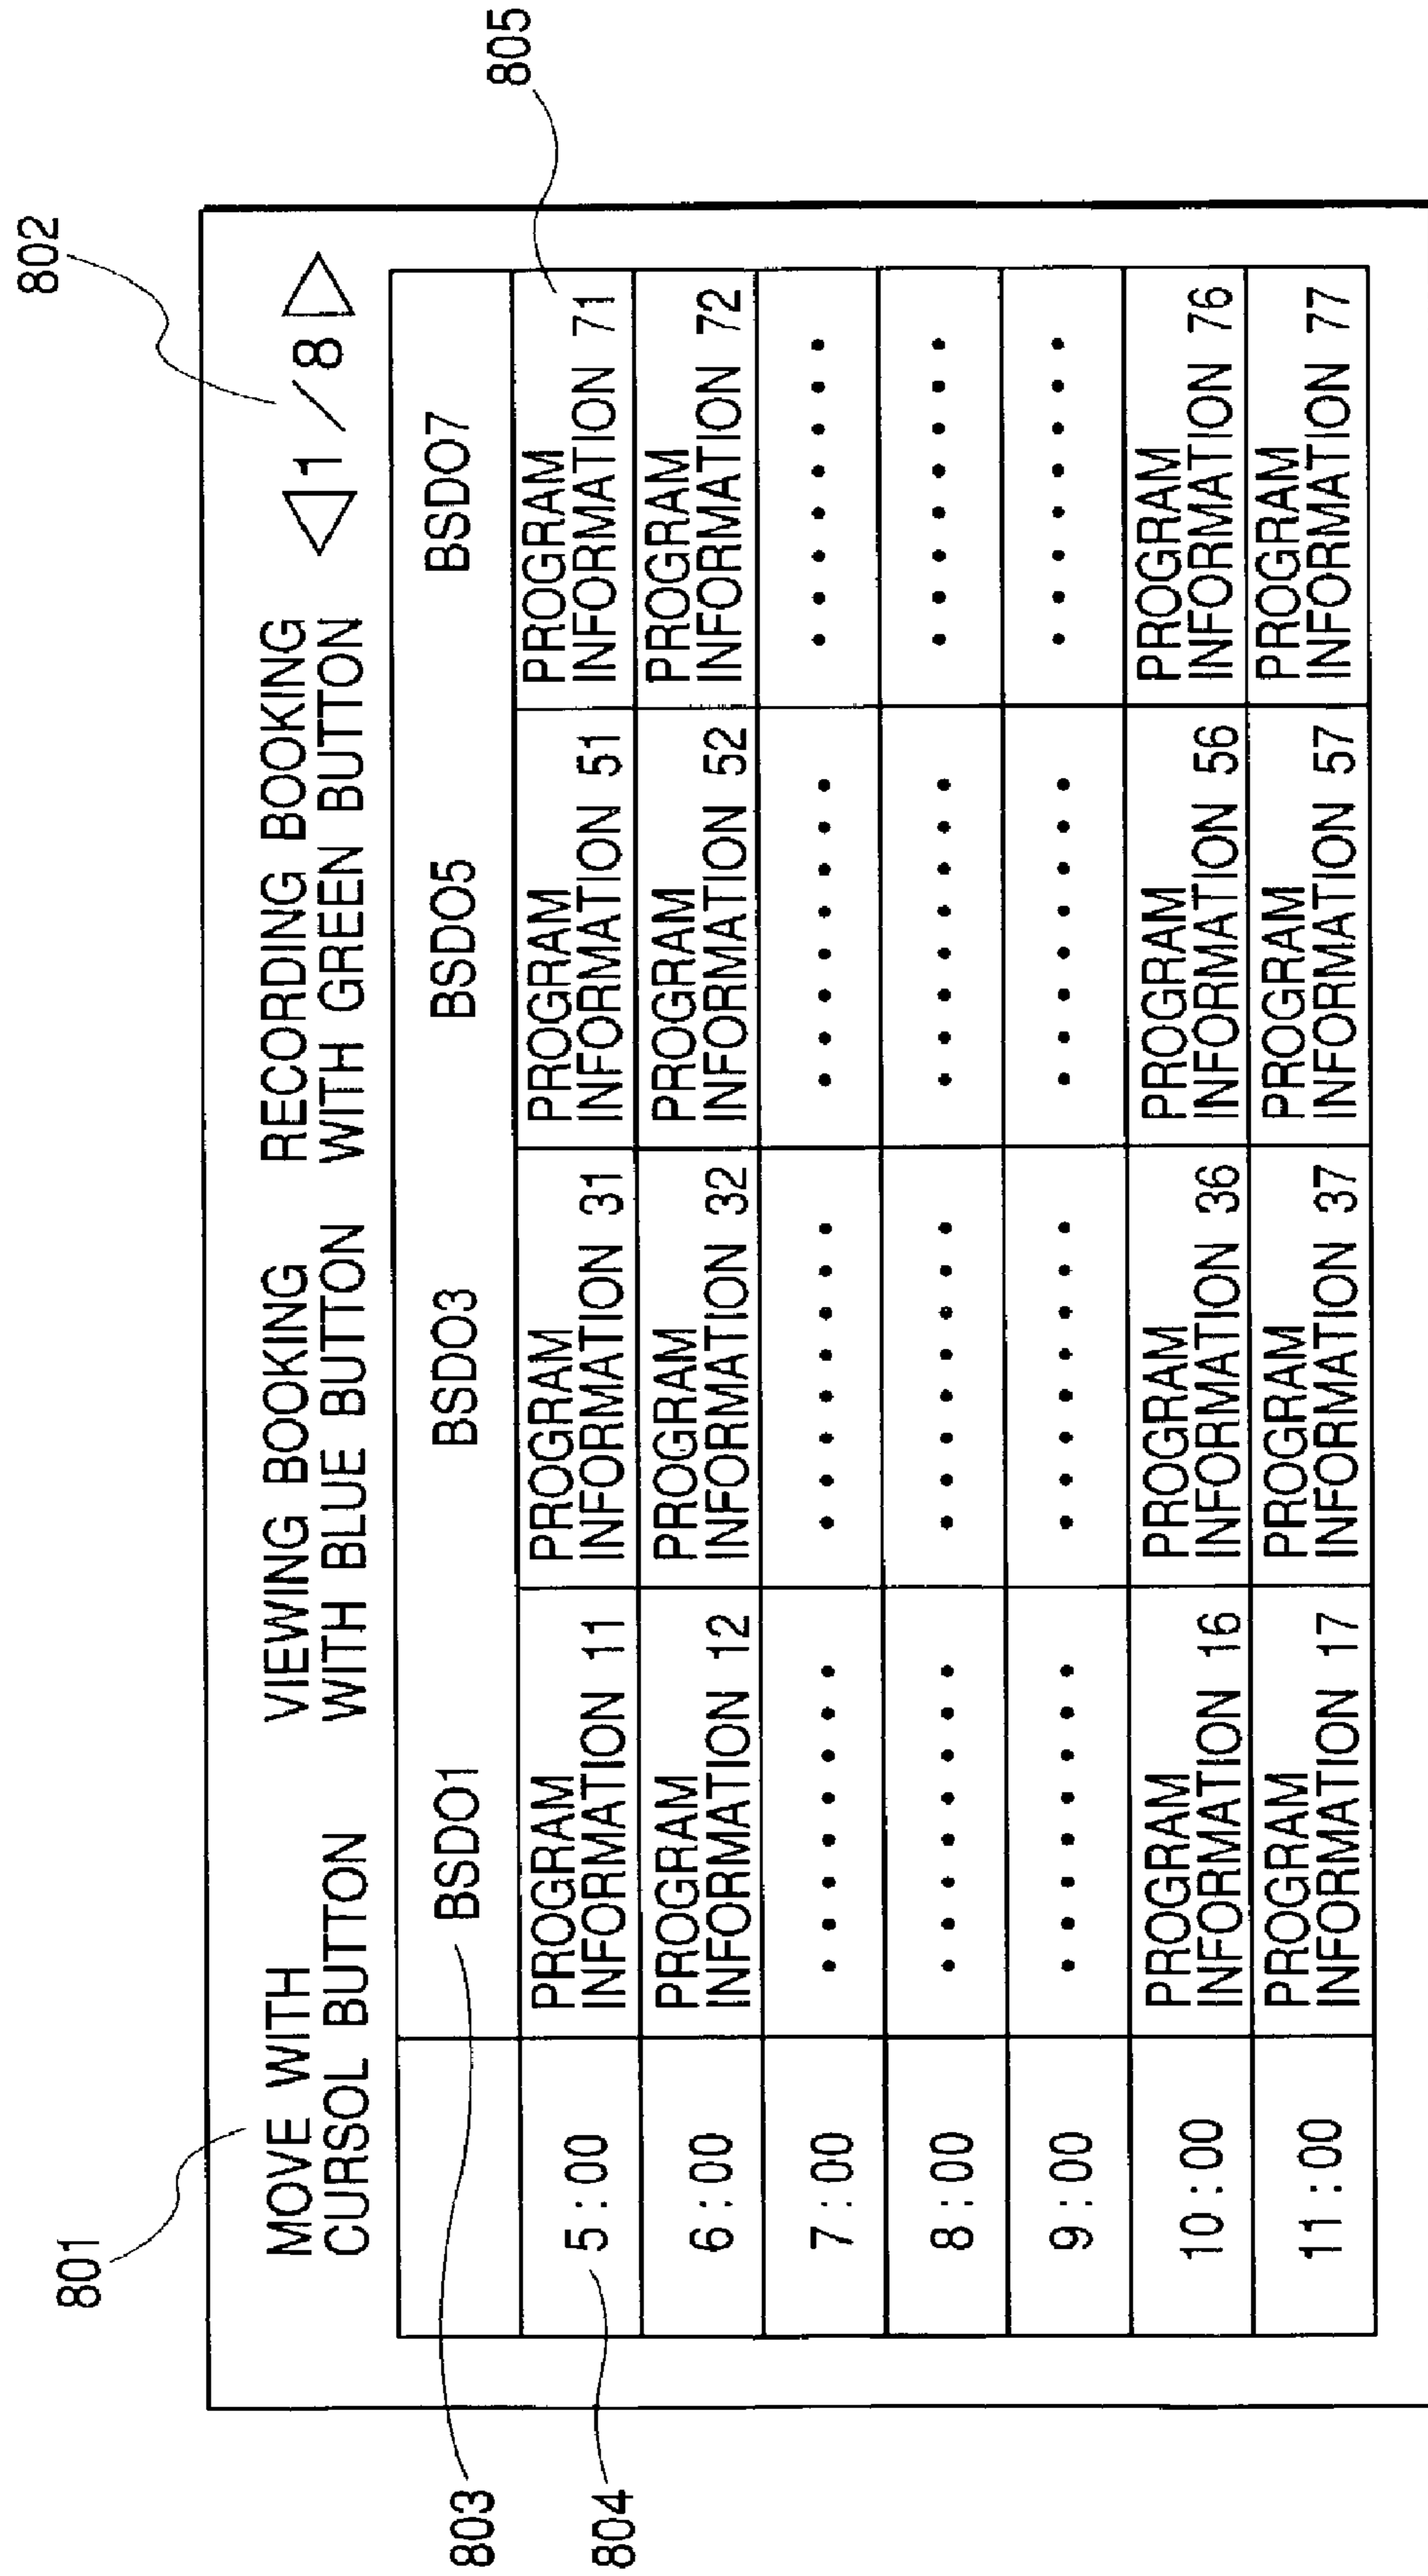 801
802
MOVE WITH
CURSOL BUTTON
VIEWING BOOKING
WITH BLUE BUTTON
RECORDING BOOKING
WITH GREEN BUTTON
1/8
803
BSDO1 BSDO3 BSDO5 BSDO7
804
805
5:00
PROGRAM
INFORMATION 11
PROGRAM
INFORMATION 31
PROGRAM
INFORMATION 51
PROGRAM
INFORMATION 71
6:00
PROGRAM
INFORMATION 12
PROGRAM
INFORMATION 32
PROGRAM
INFORMATION 52
PROGRAM
INFORMATION 72
7:00 ........ ........ ........ ........
8:00 ........ ........ ........ ........
9:00 ........ ........ ........ ........
10:00
PROGRAM
INFORMATION 16
PROGRAM
INFORMATION 36
PROGRAM
INFORMATION 56
PROGRAM
INFORMATION 76
11:00
PROGRAM
INFORMATION 17
PROGRAM
INFORMATION 37
PROGRAM
INFORMATION 57
PROGRAM
INFORMATION 77